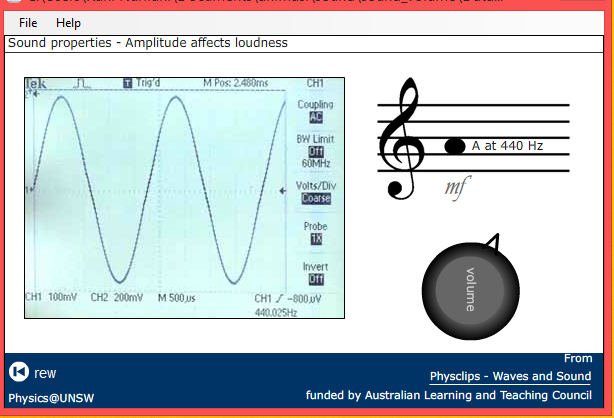 File Help
Sound properties - Amplitude affects loudness
Tek T Trig'd M Pos: 2.480ms CH1
Coupling
AC
BW Limit
Off
60MHz
Volts/Div
Coarse
Probe
1X
Invert
Off
CH1 100mV CH2 200mV M 500µs CH1 -800µV
440.025Hz
1
A at 440 Hz
mf
volume
rew
Physics@UNSW
From
Physclips - Waves and Sound
funded by Australian Learning and Teaching Council